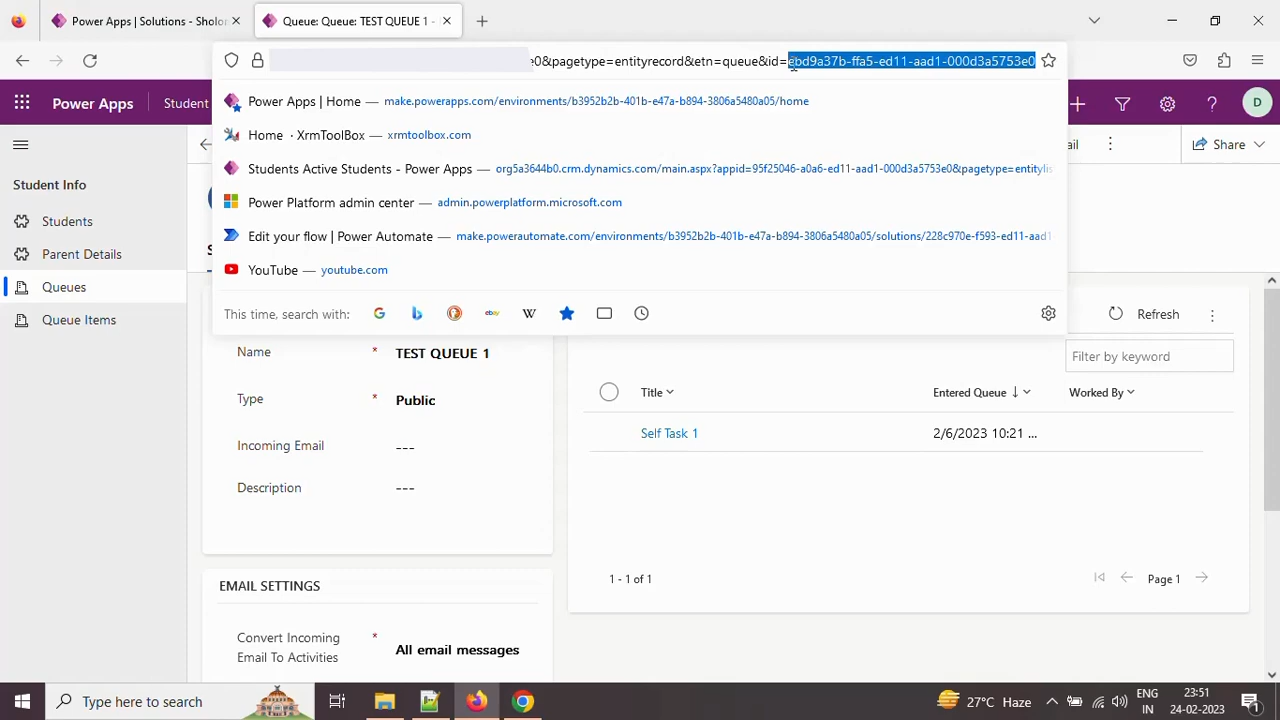 Power Apps | Solutions - Sholo
Queue: Queue: TEST QUEUE 1 -
e0&pagetype=entityrecord&etn=queue&id=ebd9a37b-ffa5-ed11-aad1-000d3a5753e0
Power Apps
Student
D
Power Apps | Home — make.powerapps.com/environments/b3952b2b-401b-e47a-b894-3806a5480a05/home
Home · XrmToolBox — xrmtoolbox.com
ail
Share
Students Active Students - Power Apps — org5a3644b0.crm.dynamics.com/main.aspx?appid=95f25046-a0a6-ed11-aad1-000d3a5753e0&pagetype=entitylis
Student Info
Power Platform admin center — admin.powerplatform.microsoft.com
Students
Edit your flow | Power Automate — make.powerautomate.com/environments/b3952b2b-401b-e47a-b894-3806a5480a05/solutions/228c970e-f593-ed11-aad1
Parent Details
YouTube — youtube.com
Queues
This time, search with:
Refresh
Queue Items
Name * TEST QUEUE 1
Filter by keyword
Type * Public
Title
Entered Queue
Worked By
Self Task 1
2/6/2023 10:21 ...
Incoming Email ---
Description ---
1 - 1 of 1
Page 1
EMAIL SETTINGS
Convert Incoming
Email To Activities
* All email messages
Type here to search
27°C Haze
ENG
IN
23:51
24-02-2023
1